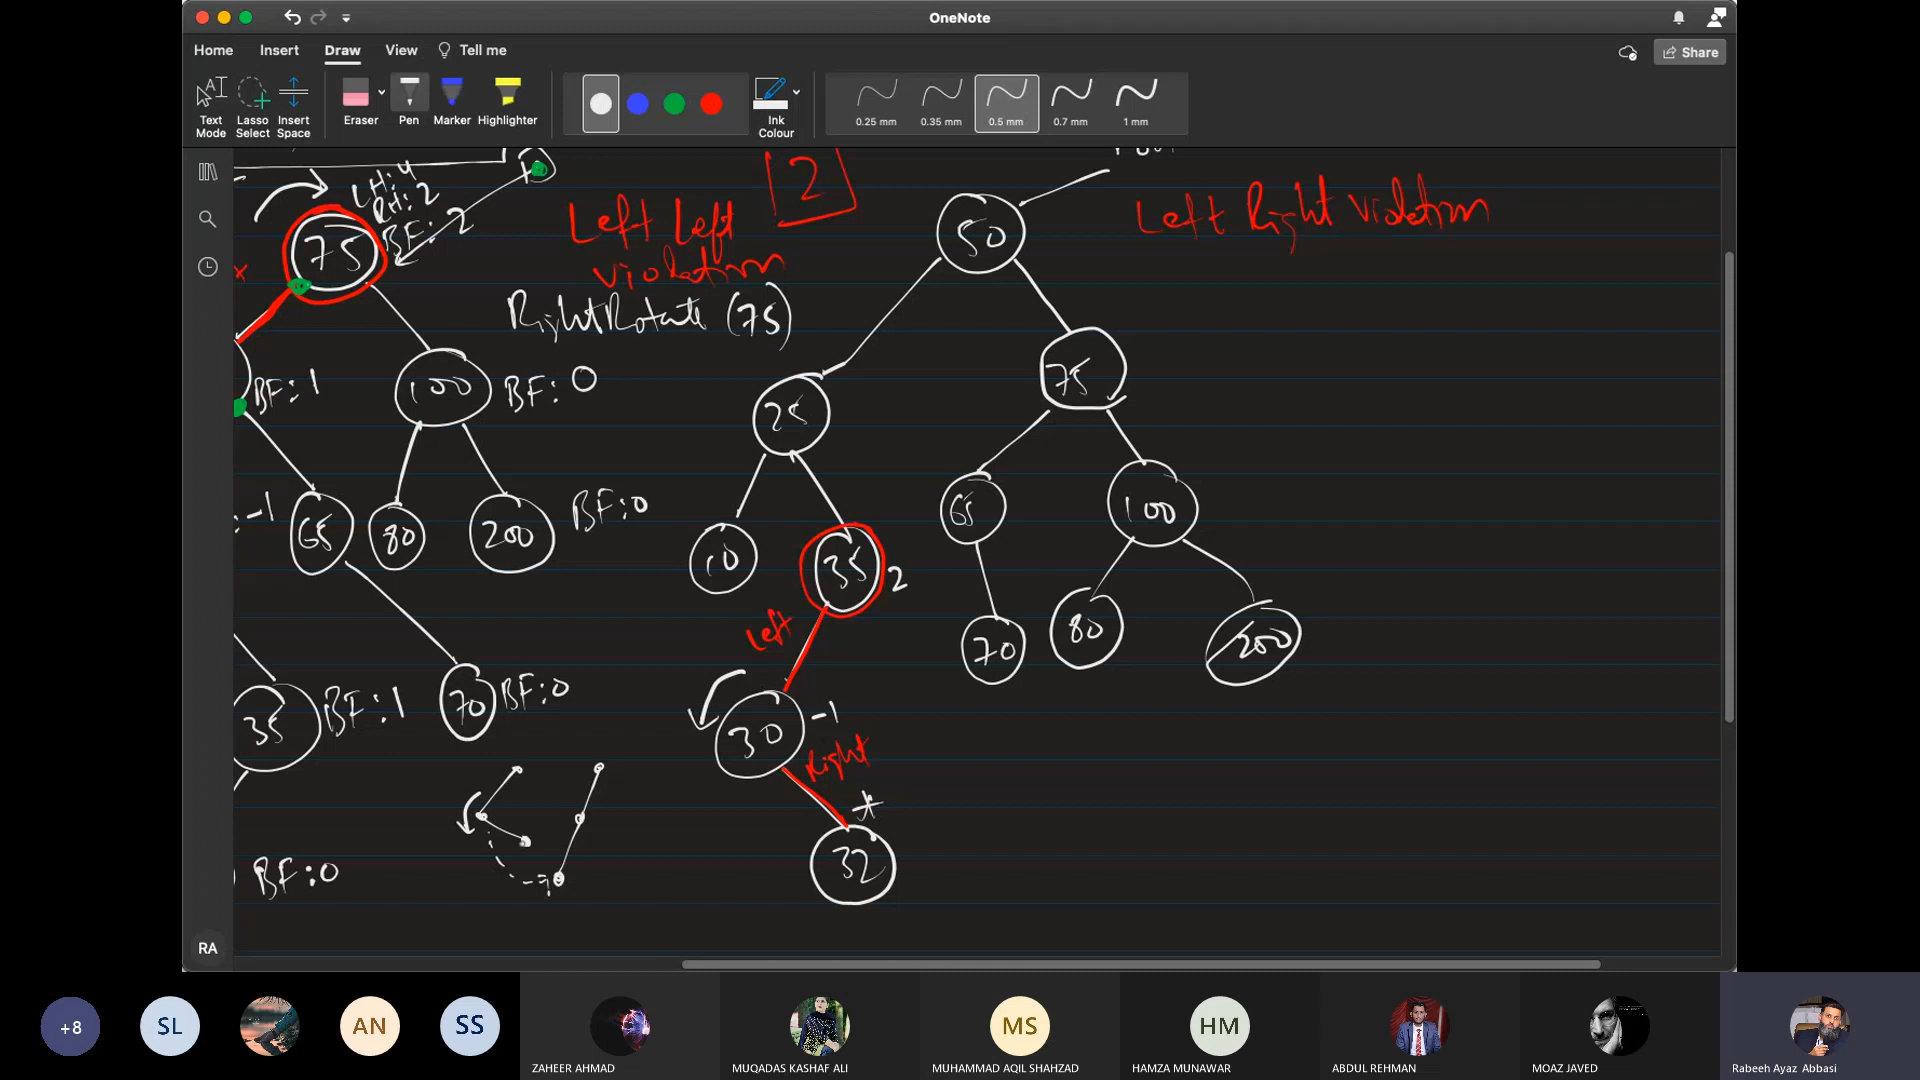 OneNote
Home Insert Draw View Tell me
Share
Text Mode
Lasso Select
Insert Space
Eraser
Pen
Marker
Highlighter
Ink Colour
0.25 mm
0.35 mm
0.5 mm
0.7 mm
1 mm
LH:4
RH:2
BF:2
75
Left Left
violation
2
RightRotate (75)
BF:1
100
BF:0
65
80
200
BF:0
:-1
35
BF:1
70
BF:0
BF:0
50
Left Right Violation
25
75
10
35
2
65
100
70
80
200
Left
30
-1
Right
*
32
RA
+8
SL
AN
SS
ZAHEER AHMAD
MUQADAS KASHAF ALI
MS
MUHAMMAD AQIL SHAHZAD
HM
HAMZA MUNAWAR
ABDUL REHMAN
MOAZ JAVED
Rabeeh Ayaz Abbasi